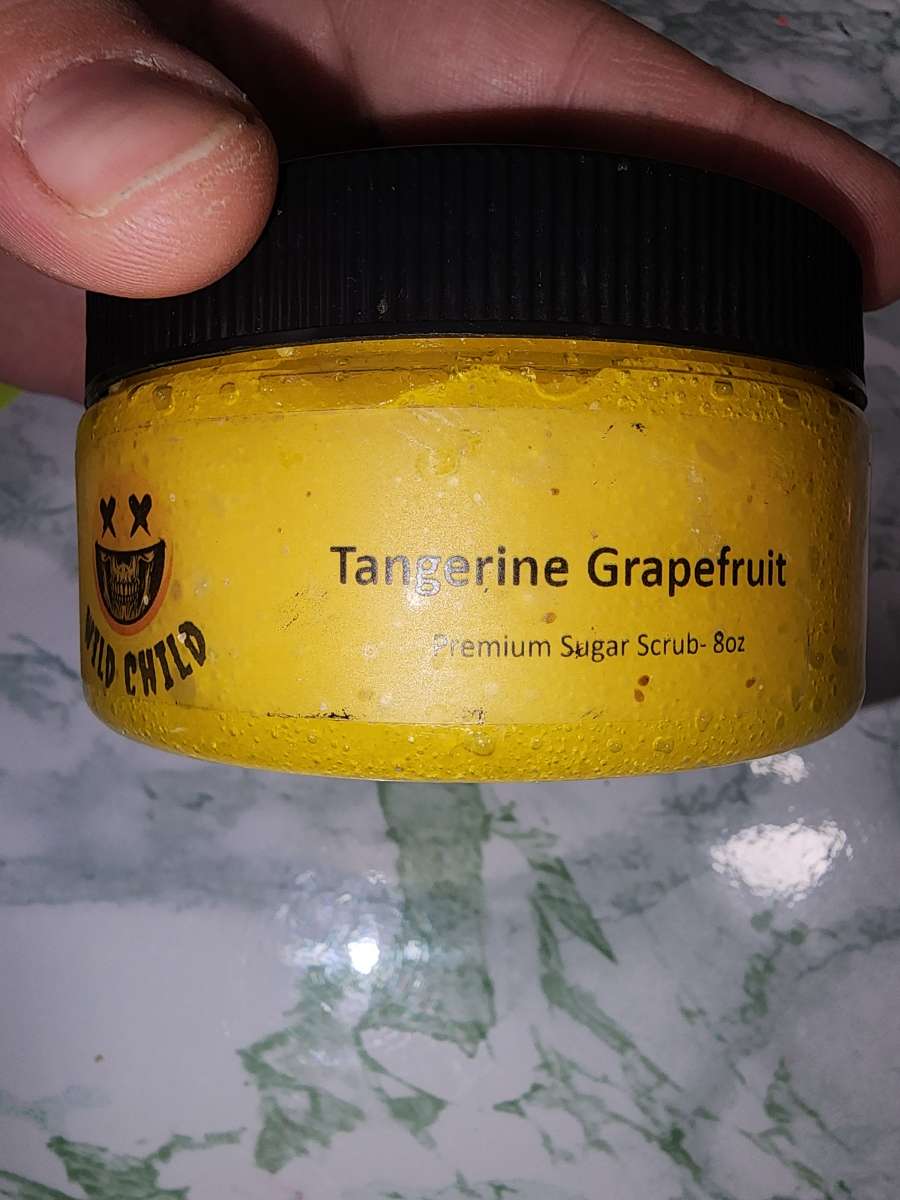 Tangerine Grapefruit
Premium Sugar Scrub- 8oz
WILD CHILD